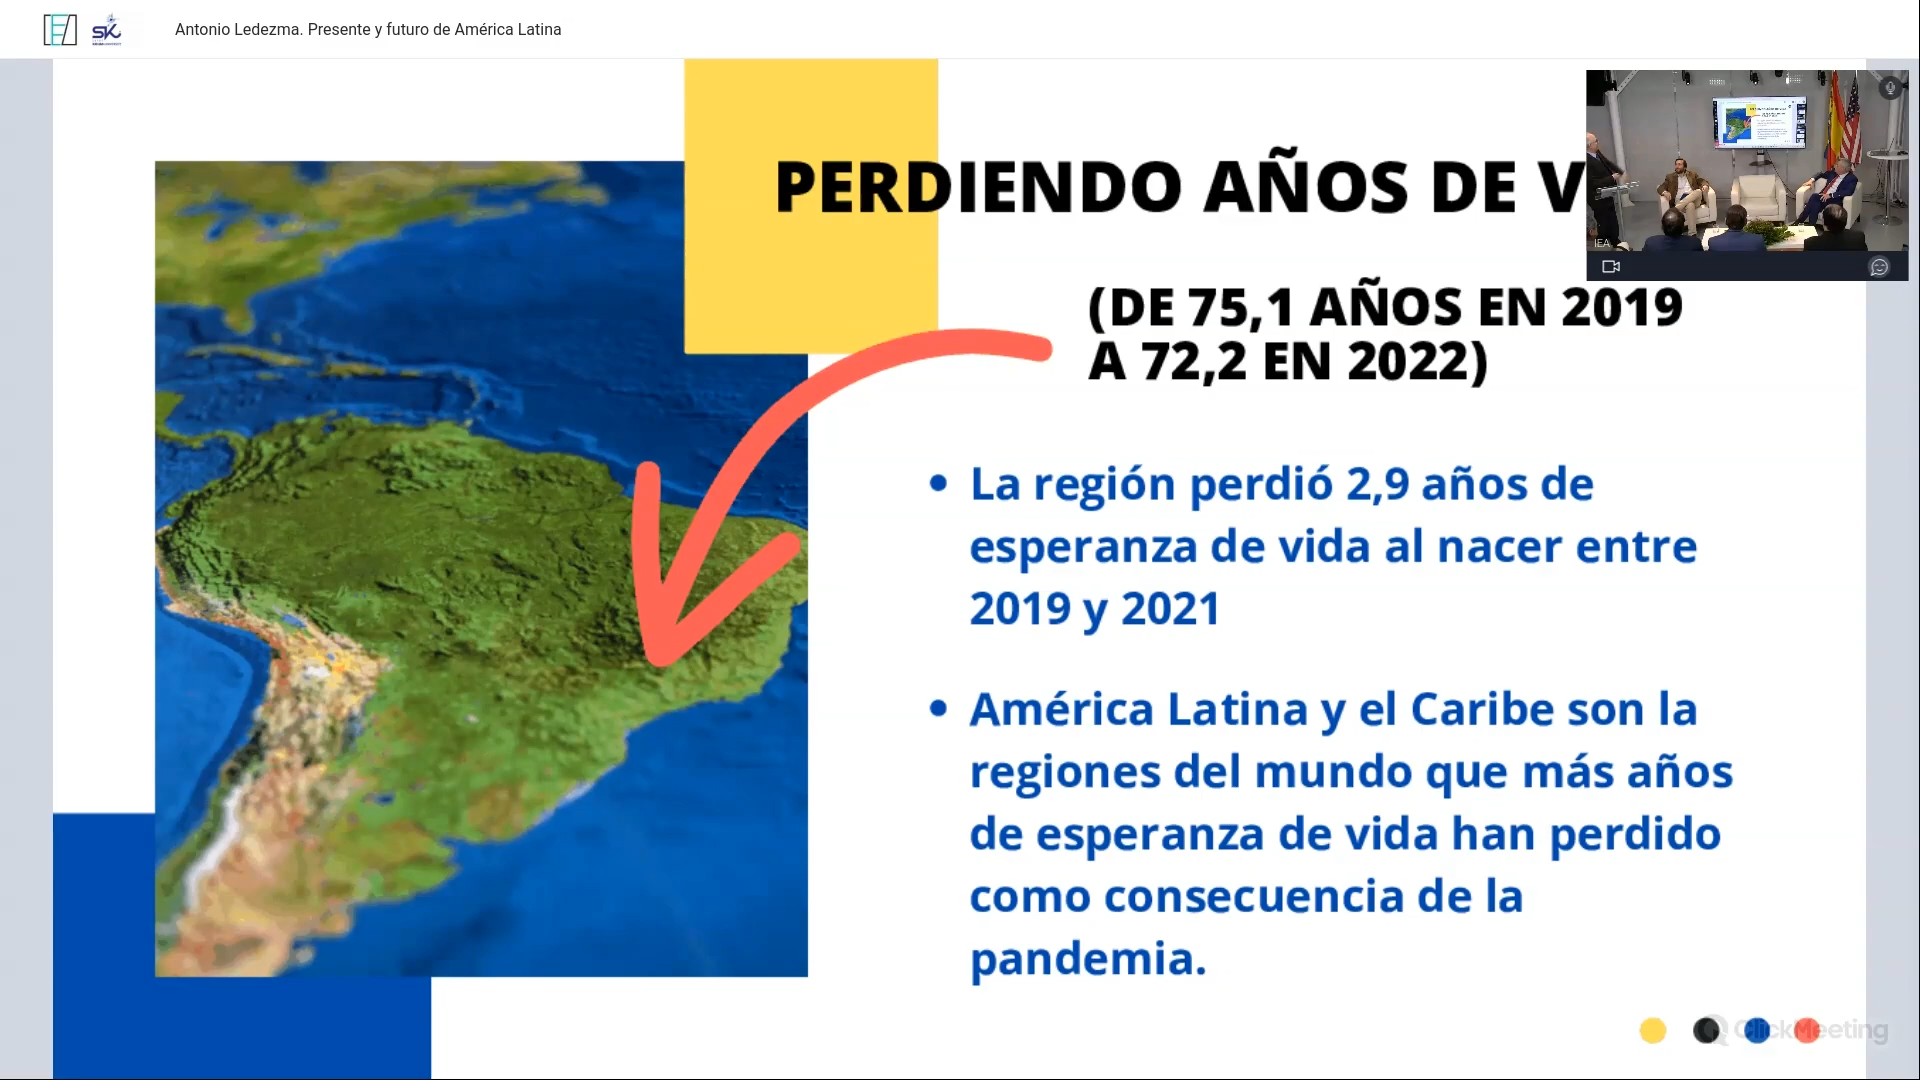 SK
Antonio Ledezma. Presente y futuro de América Latina
PERDIENDO AÑOS DE V
IEA
(DE 75,1 AÑOS EN 2019
A 72,2 EN 2022)
• La región perdió 2,9 años de
esperanza de vida al nacer entre
2019 y 2021
• América Latina y el Caribe son la
regiones del mundo que más años
de esperanza de vida han perdido
como consecuencia de la
pandemia.
ClickMeeting